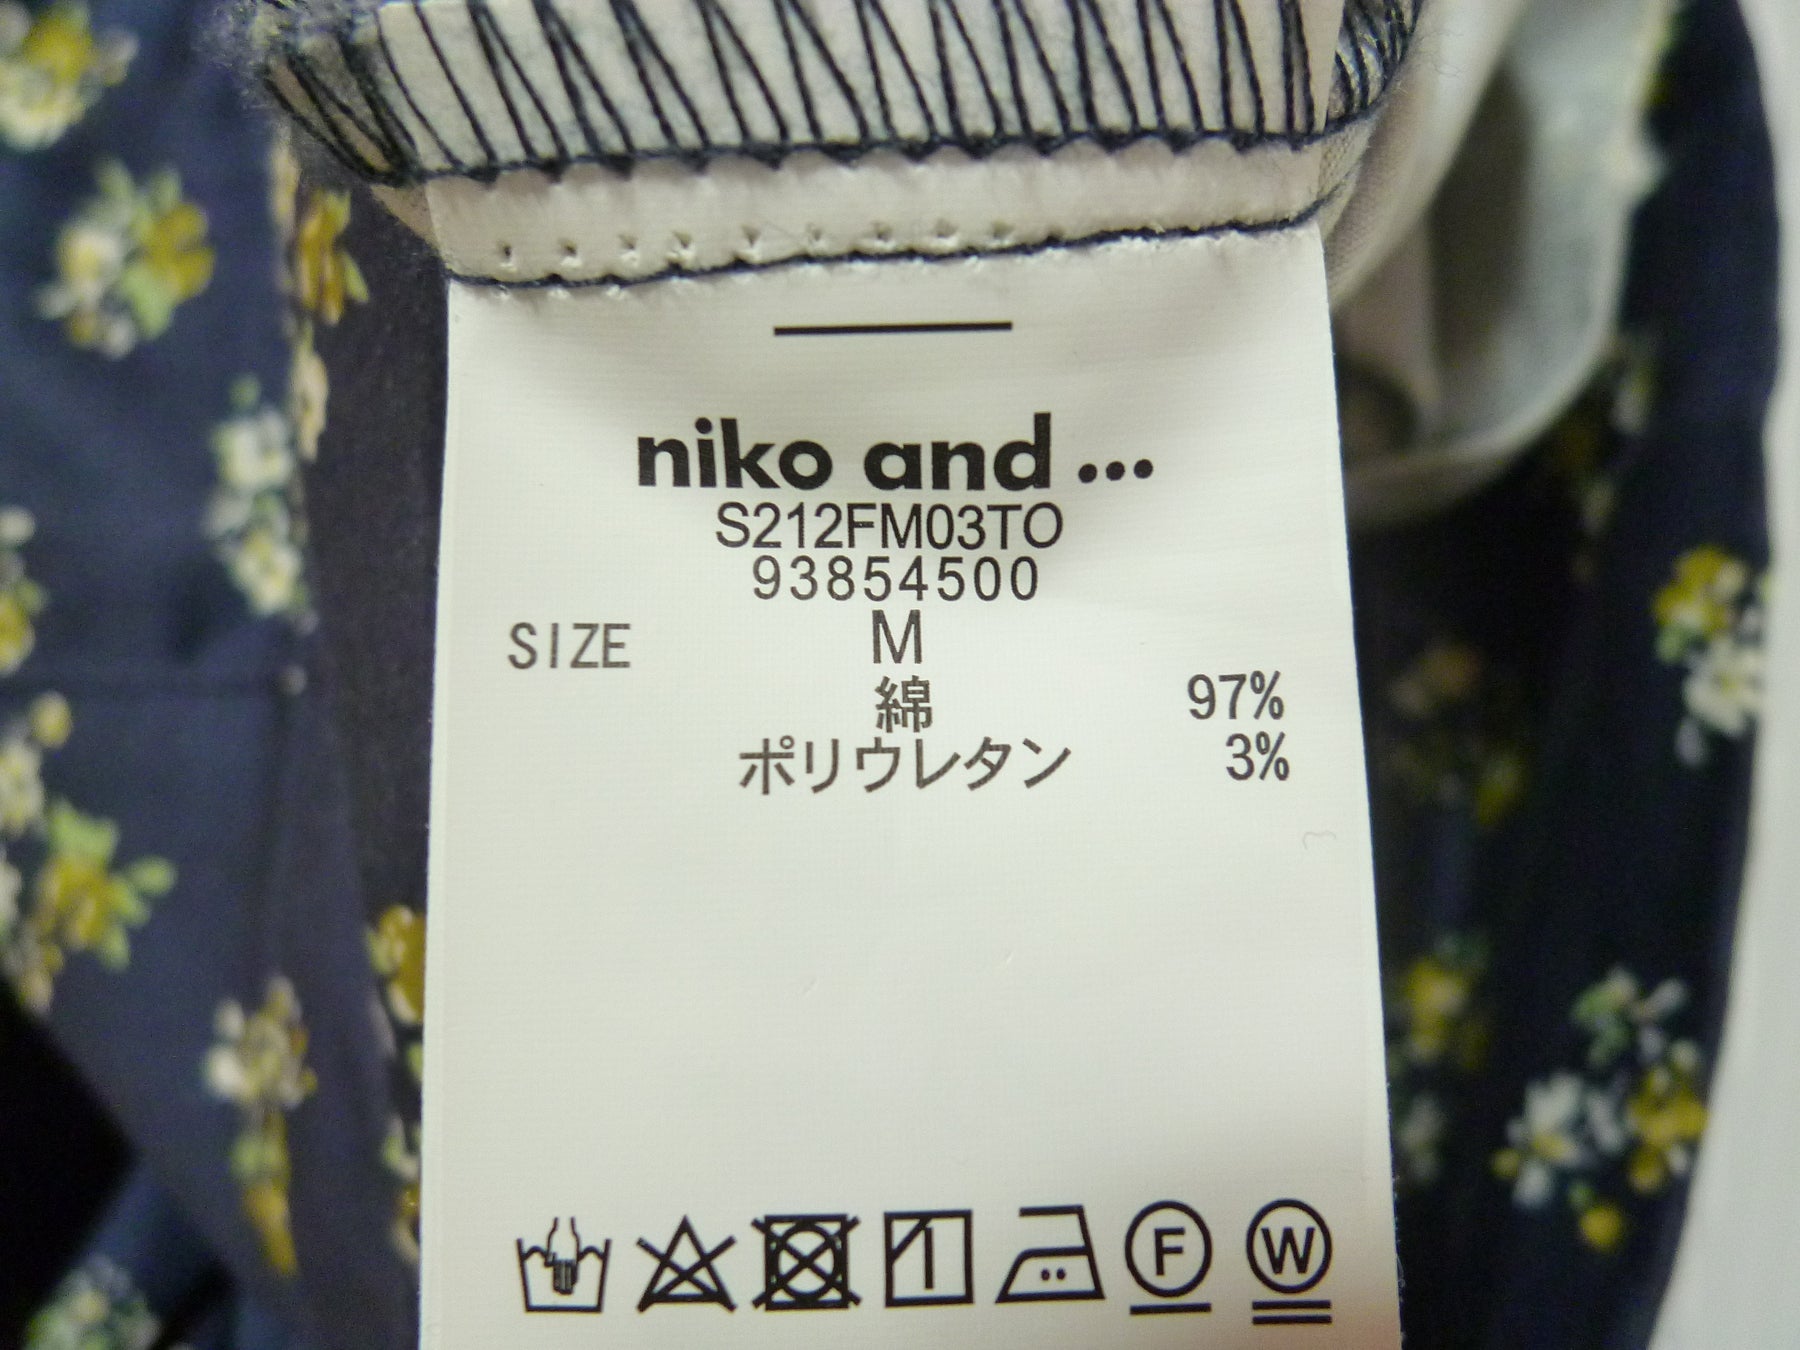 niko and ...
S212FM03TO
93854500
SIZE M
綿 97%
ポリウレタン 3%
F W